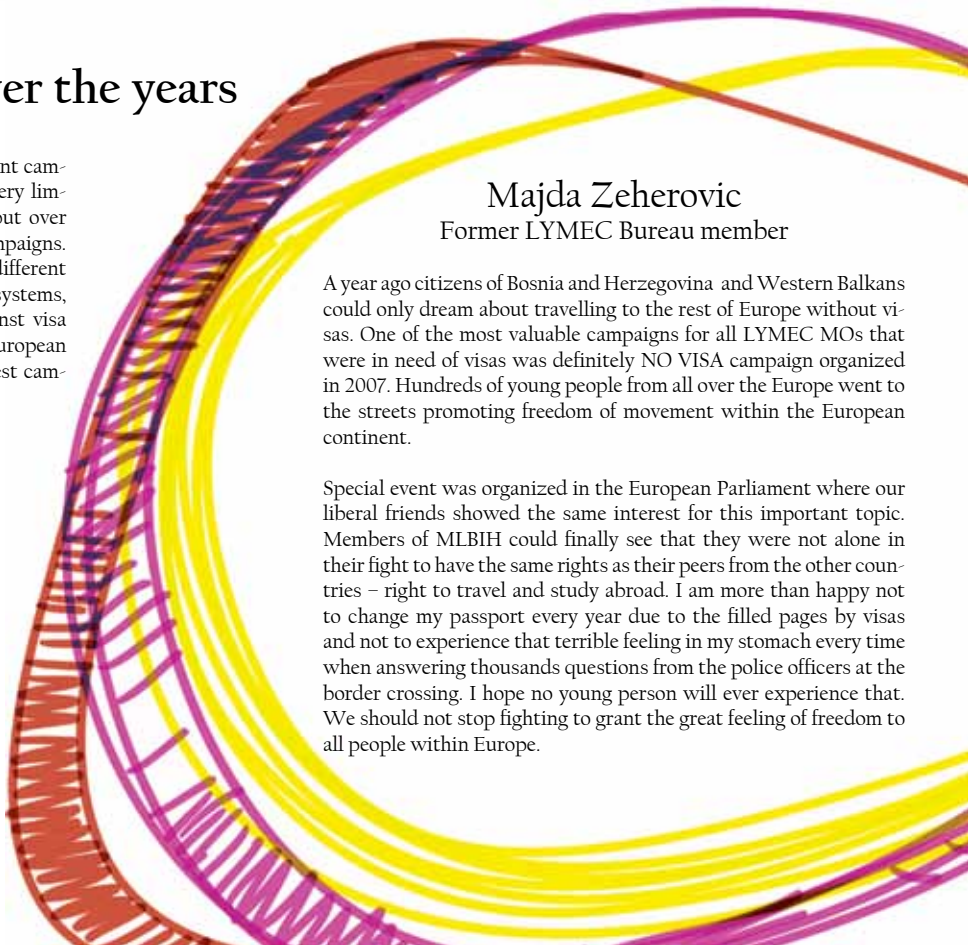 er the years
nt cam-
ery lim-
out over
npaigns.
different
systems,
nst visa
uropean
est cam-
Majda Zeherovic
Former LYMEC Bureau member
A year ago citizens of Bosnia and Herzegovina and Western Balkans
could only dream about travelling to the rest of Europe without vi-
sas. One of the most valuable campaigns for all LYMEC MOs that
were in need of visas was definitely NO VISA campaign organized
in 2007. Hundreds of young people from all over the Europe went to
the streets promoting freedom of movement within the European
continent.
Special event was organized in the European Parliament where our
liberal friends showed the same interest for this important topic.
Members of MLBIH could finally see that they were not alone in
their fight to have the same rights as their peers from the other coun-
tries – right to travel and study abroad. I am more than happy not
to change my passport every year due to the filled pages by visas
and not to experience that terrible feeling in my stomach every time
when answering thousands questions from the police officers at the
border crossing. I hope no young person will ever experience that.
We should not stop fighting to grant the great feeling of freedom to
all people within Europe.